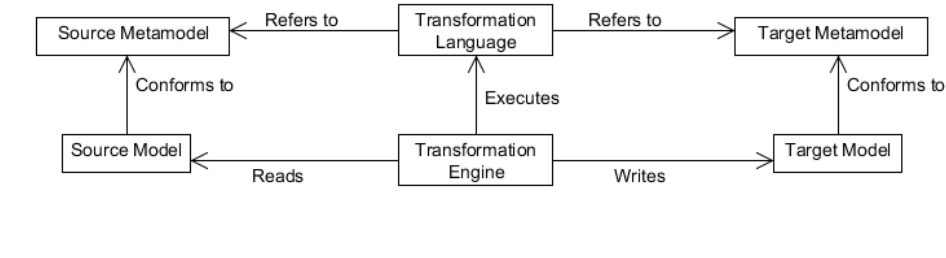 Refers to
Transformation
Language
Refers to
Source Metamodel
Target Metamodel
Conforms to
Executes
Conforms to
Source Model
Transformation
Engine
Target Model
Reads
Writes